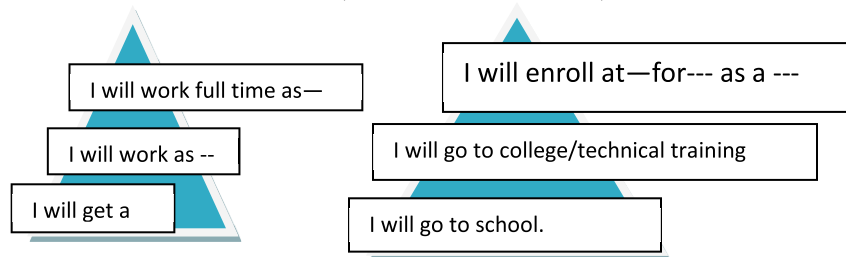 I will work full time as—
I will work as --
I will get a
I will enroll at—for--- as a ---
I will go to college/technical training
I will go to school.